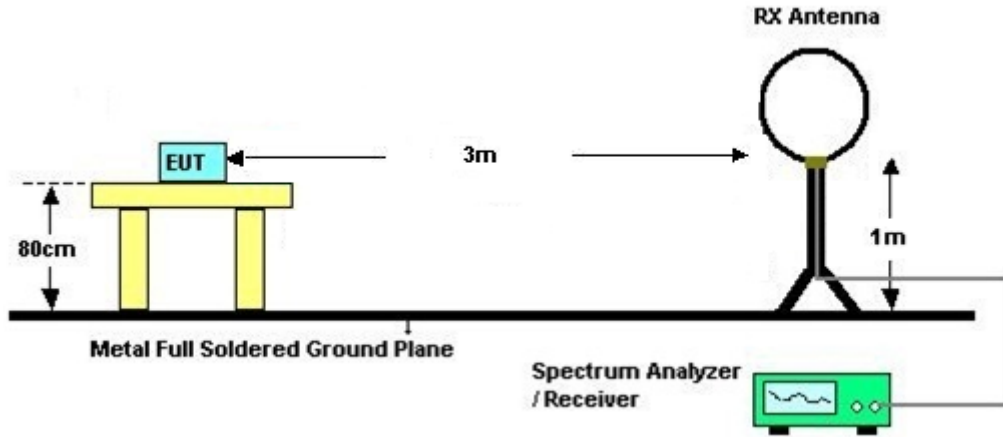 RX Antenna
EUT
3m
80cm
1m
Metal Full Soldered Ground Plane
Spectrum Analyzer
/ Receiver